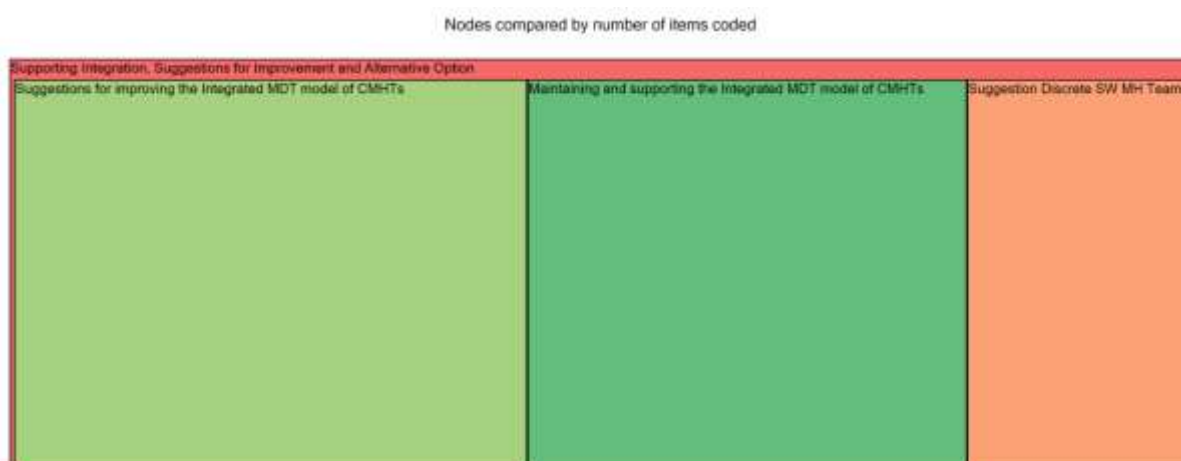 Nodes compared by number of items coded
Supporting Integration, Suggestions for Improvement and Alternative Option
Suggestions for improving the Integrated MDT model of CMHTs
Maintaining and supporting the Integrated MDT model of CMHTs
Suggestion Discrete SW MH Team